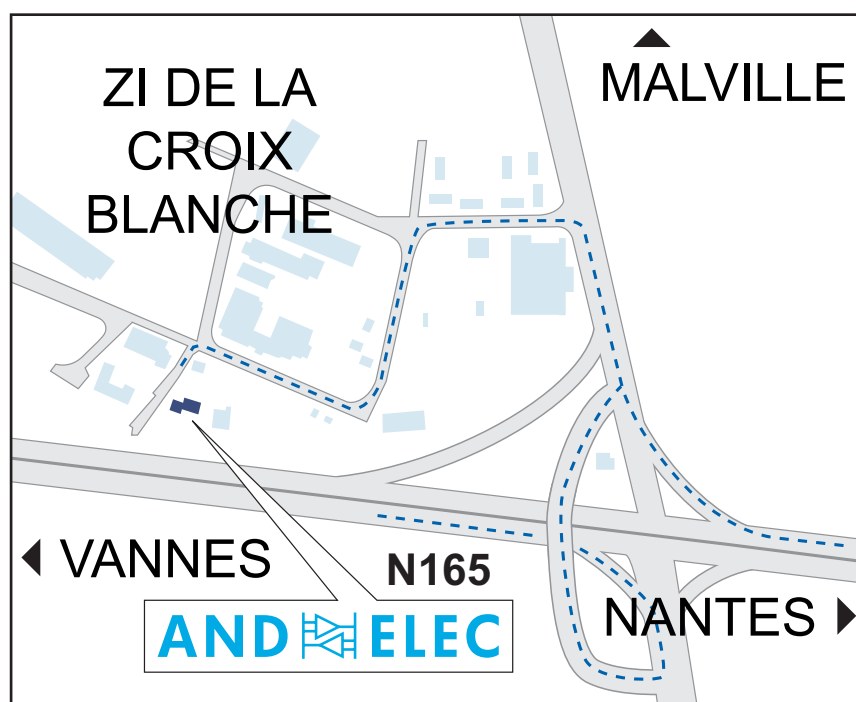 ZI DE LA
CROIX
BLANCHE
MALVILLE
VANNES
N165
NANTES
AND ELEC